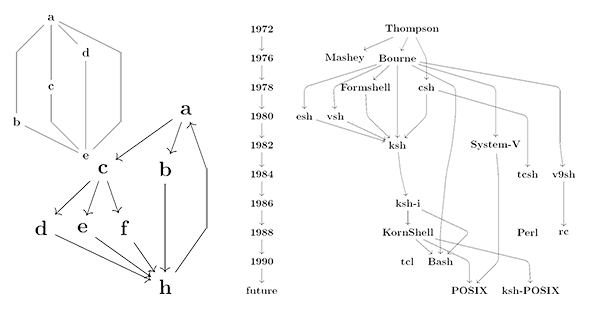 a
d
c
b
e
a
c
b
d e f
h
1972 Thompson
1976 Mashey Bourne
1978 Formshell csh
1980 esh vsh
1982 ksh System-V
1984 tcsh v9sh
1986 ksh-i
1988 KornShell Perl rc
1990 tcl Bash
future POSIX ksh-POSIX